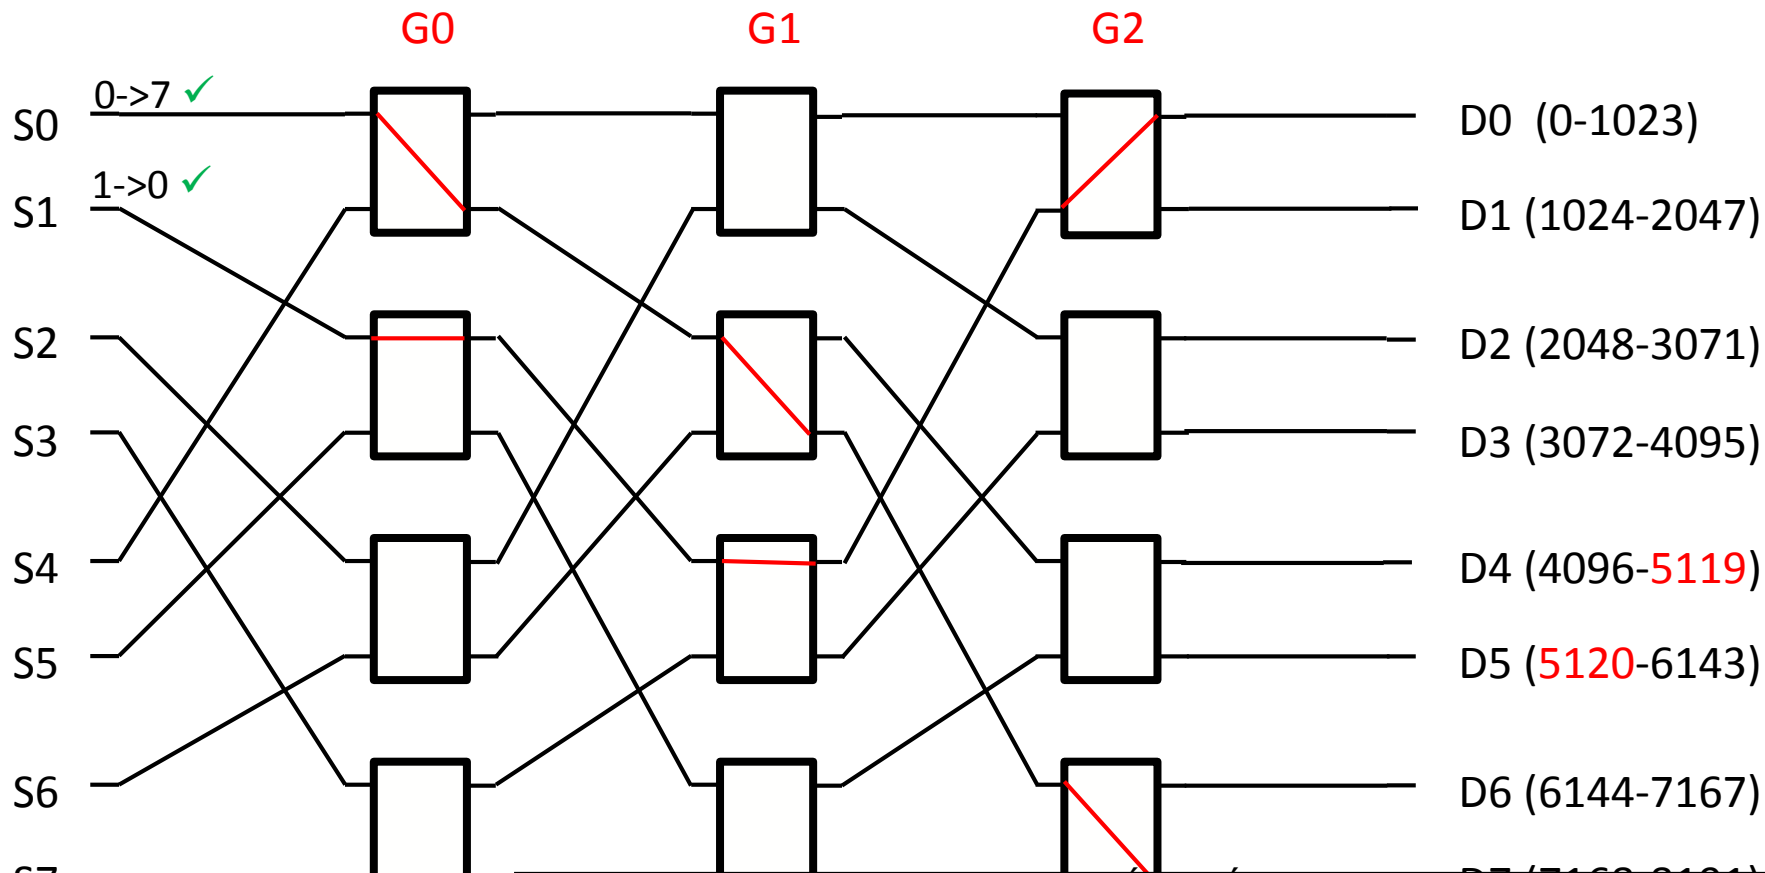 G0 G1 G2
0->7 ✓
S0 D0 (0-1023)
1->0 ✓
S1 D1 (1024-2047)
S2 D2 (2048-3071)
S3 D3 (3072-4095)
S4 D4 (4096-5119)
S5 D5 (5120-6143)
S6 D6 (6144-7167)